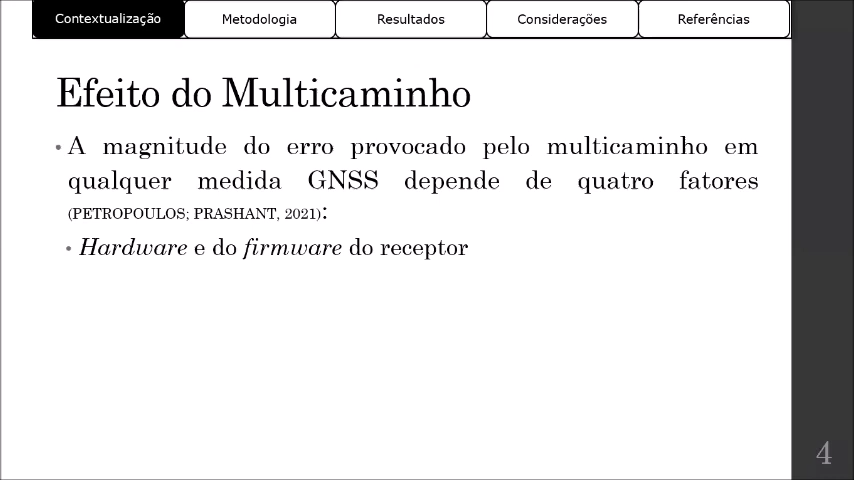 Contextualização Metodologia Resultados Considerações Referências
Efeito do Multicaminho
• A magnitude do erro provocado pelo multicaminho em
qualquer medida GNSS depende de quatro fatores
(PETROPOULOS; PRASHANT, 2021):
• Hardware e do firmware do receptor
4